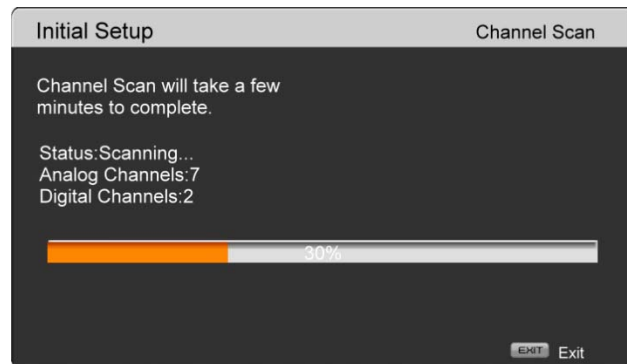 Initial Setup
Channel Scan
Channel Scan will take a few
minutes to complete.
Status:Scanning...
Analog Channels:7
Digital Channels:2
30%
EXIT Exit